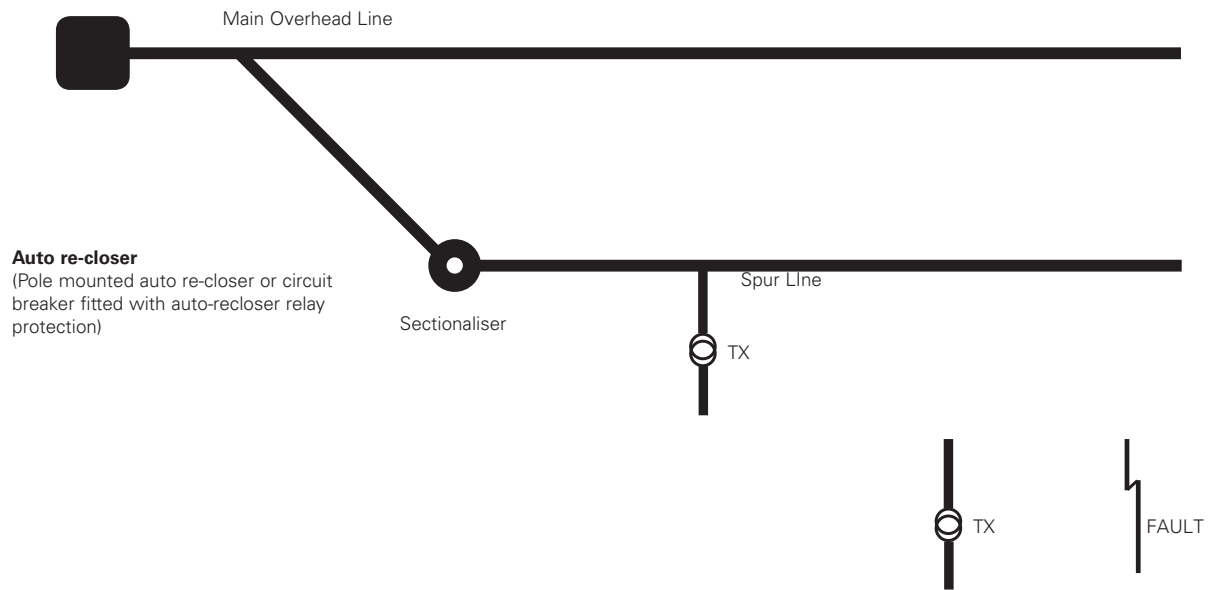 Main Overhead Line
Auto re-closer
(Pole mounted auto re-closer or circuit
breaker fitted with auto-recloser relay
protection)
Sectionaliser
Spur LIne
TX
TX
FAULT